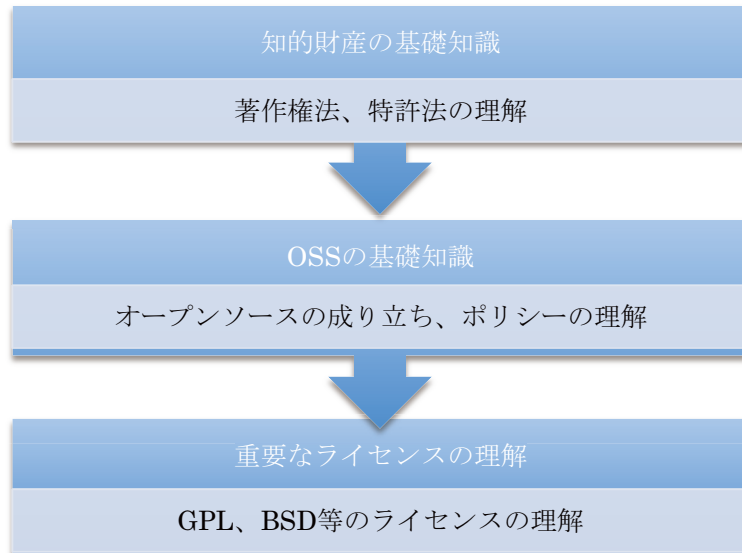 知的財産の基礎知識
著作権法、特許法の理解
OSSの基礎知識
オープンソースの成り立ち、ポリシーの理解
重要なライセンスの理解
GPL、BSD等のライセンスの理解